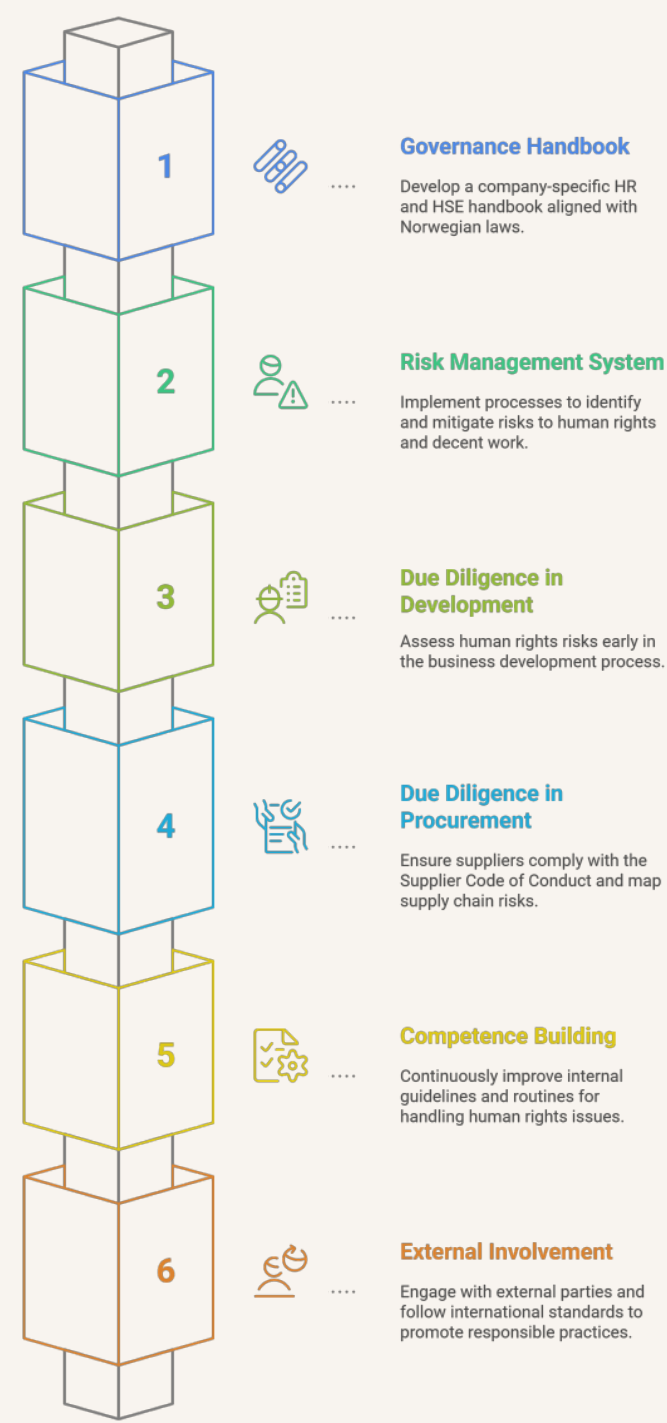 1
Governance Handbook
Develop a company-specific HR
and HSE handbook aligned with
Norwegian laws.
2
Risk Management System
Implement processes to identify
and mitigate risks to human rights
and decent work.
3
Due Diligence in
Development
Assess human rights risks early in
the business development process.
4
Due Diligence in
Procurement
Ensure suppliers comply with the
Supplier Code of Conduct and map
supply chain risks.
5
Competence Building
Continuously improve internal
guidelines and routines for
handling human rights issues.
6
External Involvement
Engage with external parties and
follow international standards to
promote responsible practices.